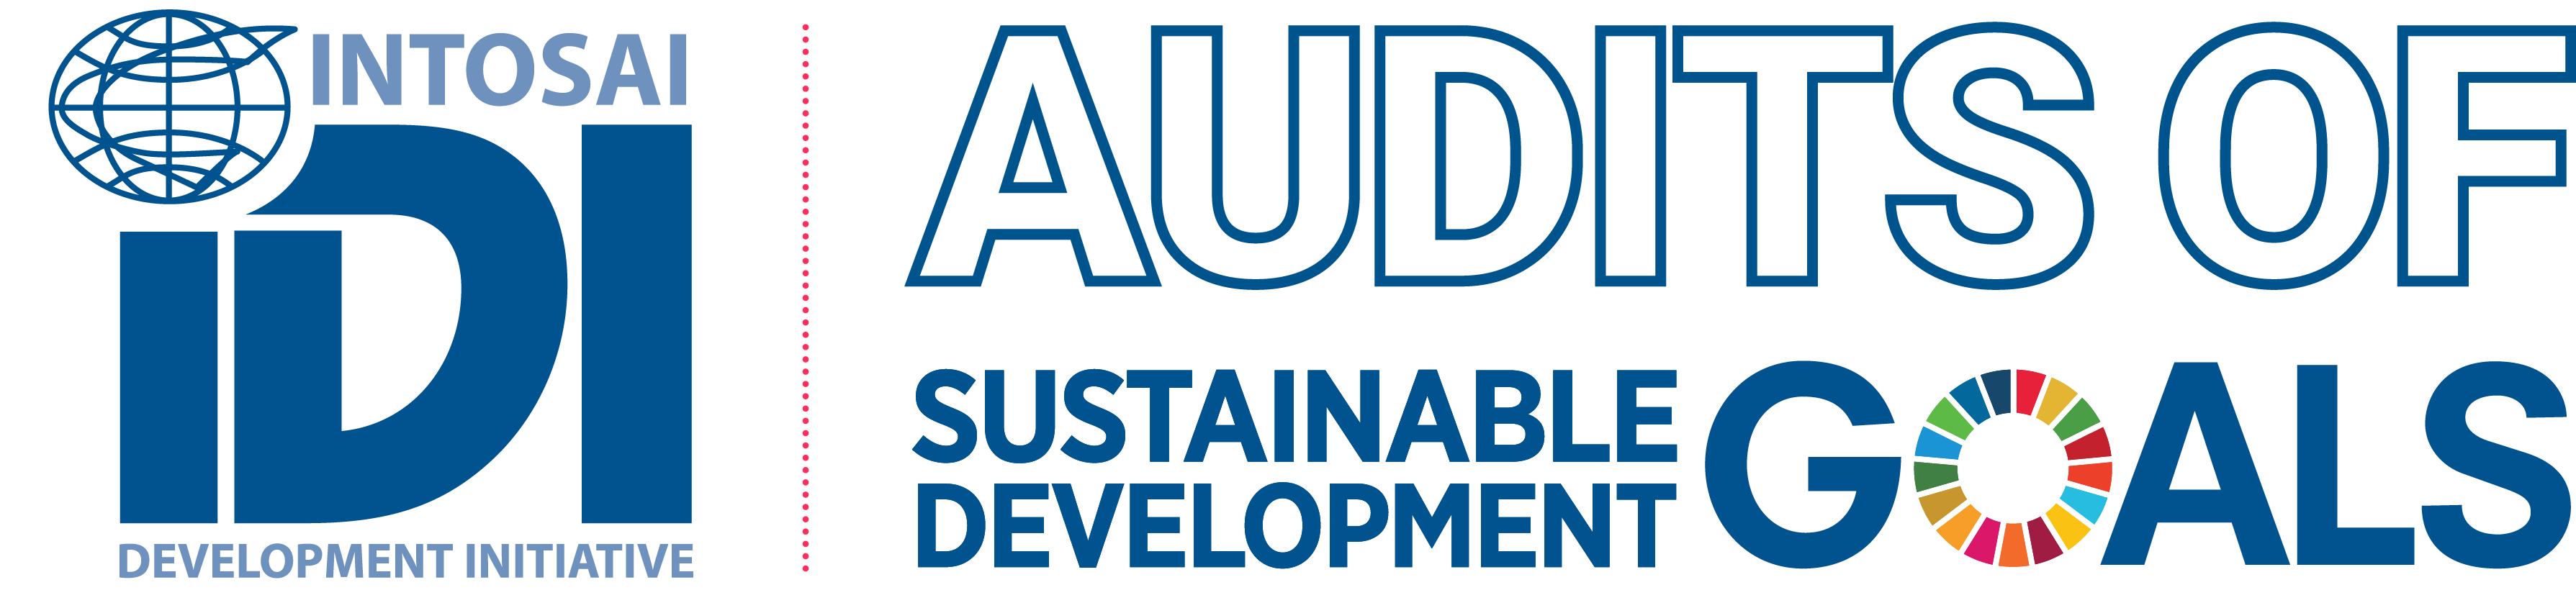 INTOSAI
IDI
DEVELOPMENT INITIATIVE
AUDITS OF
SUSTAINABLE
DEVELOPMENT
GOALS